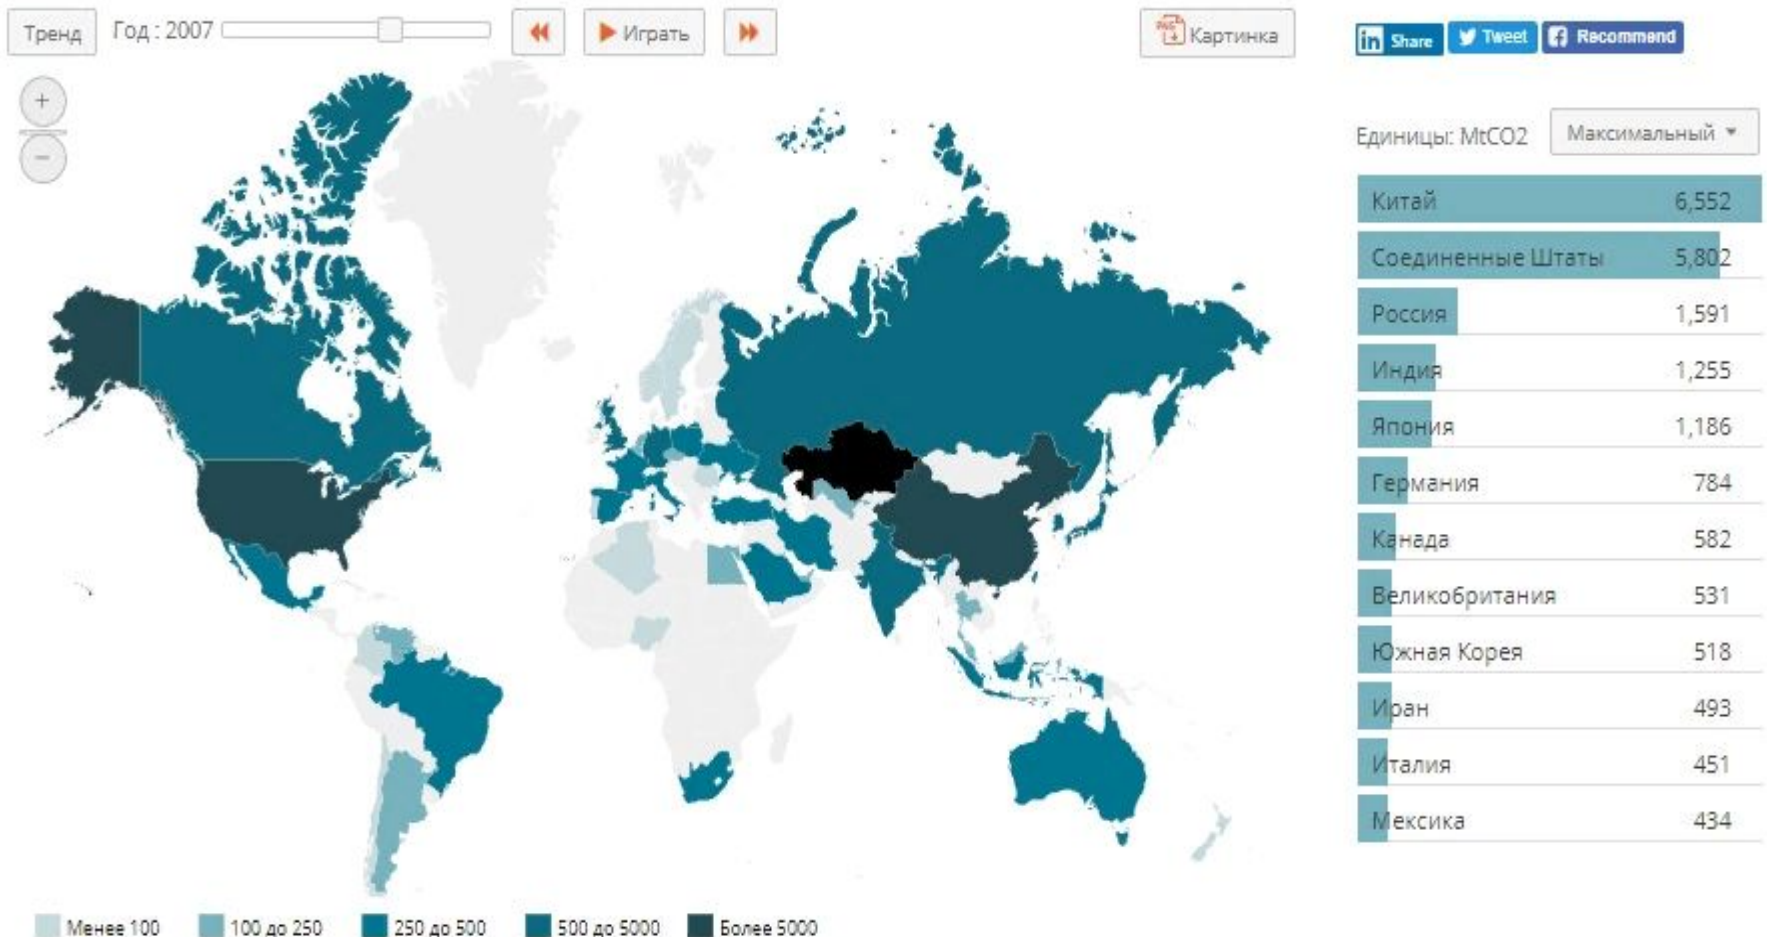 Тренд
Год : 2007
Играть
Картинка
in Share
Tweet
Recommend
+
−
Единицы: MtCO2
Максимальный
Китай 6,552
Соединенные Штаты 5,802
Россия 1,591
Индия 1,255
Япония 1,186
Германия 784
Канада 582
Великобритания 531
Южная Корея 518
Иран 493
Италия 451
Мексика 434
Менее 100
100 до 250
250 до 500
500 до 5000
Более 5000